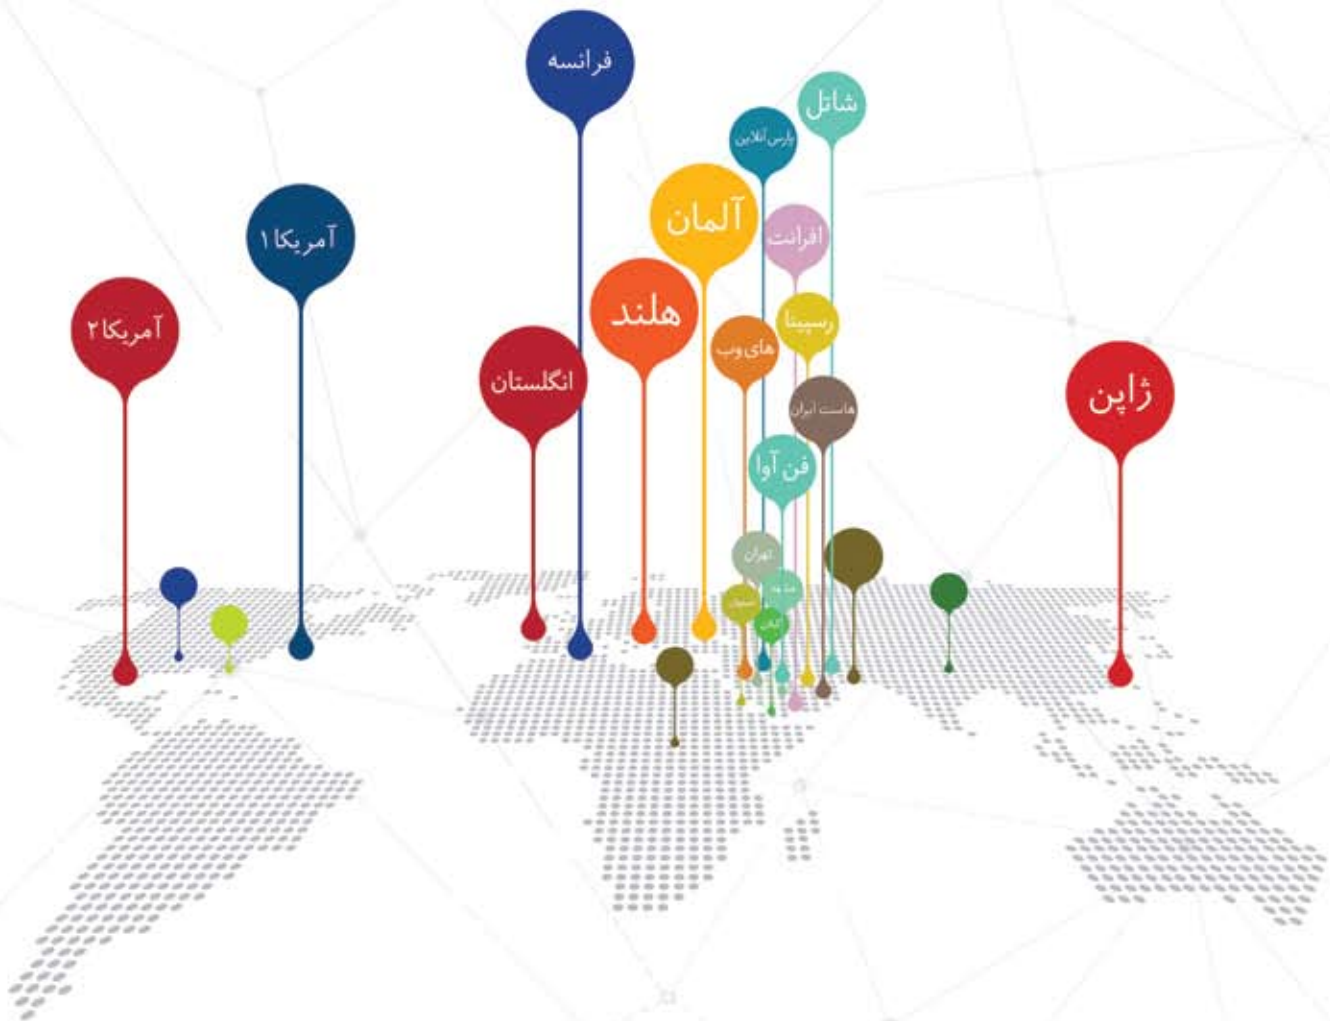 فرانسه
شاتل
پارس آنلاین
آلمان
افرانت
آمریکا ۱
هلند
رسپینا
آمریکا ۲
های وب
انگلستان
ژاپن
هاست ایران
فن آوا
تهران
مشهد
اصفهان